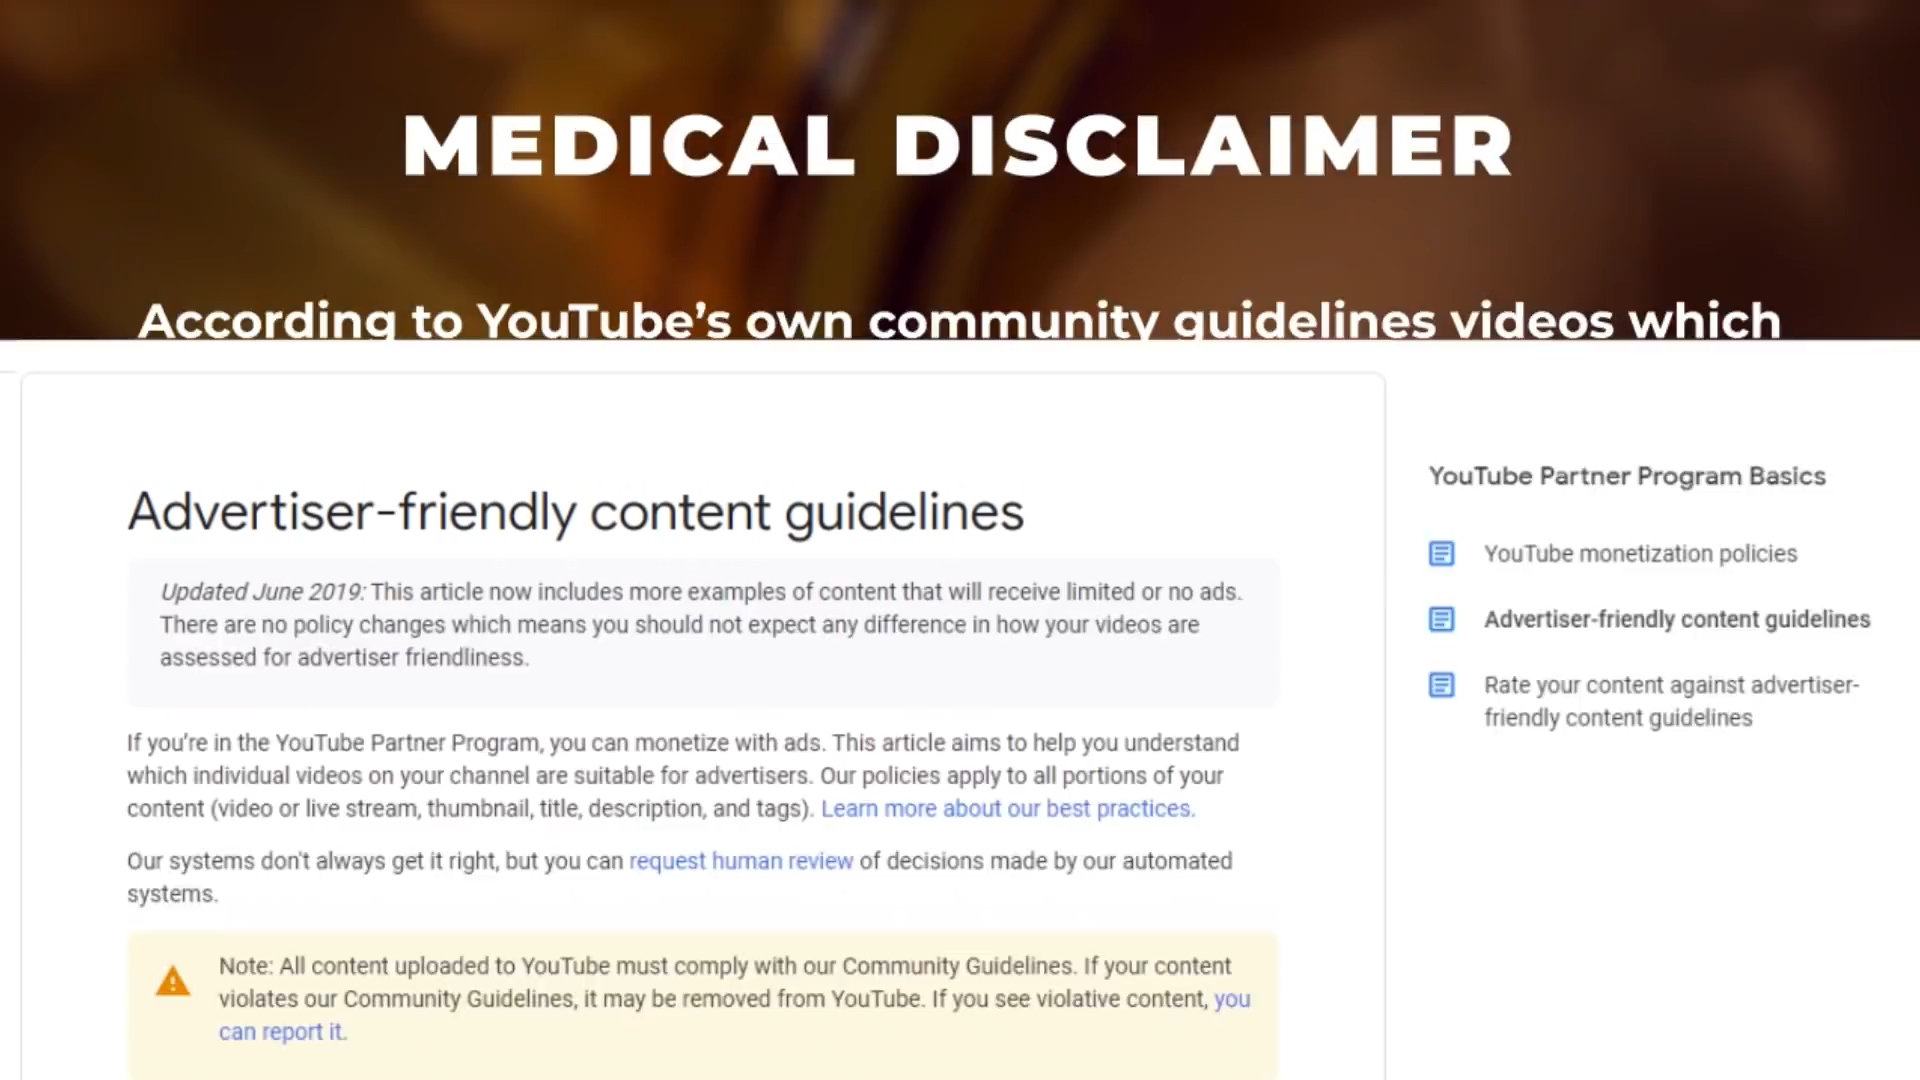 MEDICAL DISCLAIMER
According to YouTube’s own community guidelines videos which
Advertiser-friendly content guidelines
Updated June 2019: This article now includes more examples of content that will receive limited or no ads.
There are no policy changes which means you should not expect any difference in how your videos are
assessed for advertiser friendliness.
If you’re in the YouTube Partner Program, you can monetize with ads. This article aims to help you understand
which individual videos on your channel are suitable for advertisers. Our policies apply to all portions of your
content (video or live stream, thumbnail, title, description, and tags). Learn more about our best practices.
Our systems don't always get it right, but you can request human review of decisions made by our automated
systems.
Note: All content uploaded to YouTube must comply with our Community Guidelines. If your content
violates our Community Guidelines, it may be removed from YouTube. If you see violative content, you
can report it.
YouTube Partner Program Basics
YouTube monetization policies
Advertiser-friendly content guidelines
Rate your content against advertiser-
friendly content guidelines